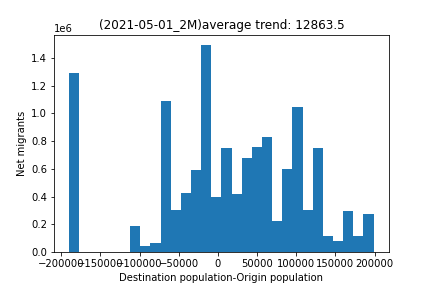 (2021-05-01_2M)average trend: 12863.5
1e6
1.4
1.2
1.0
0.8
0.6
0.4
0.2
0.0
Net migrants
−200000 −150000 −100000 −50000 0 50000 100000 150000 200000
Destination population-Origin population